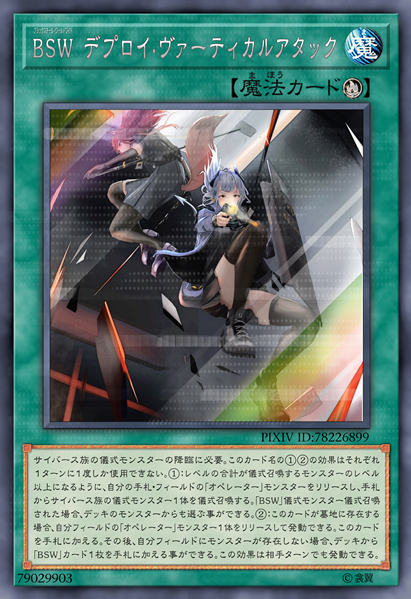 BSW デプロイ・ヴァーティカルアタック
魔
【魔法カード】
まほう
PIXIV ID:78226899
サイバース族の儀式モンスターの降臨に必要。このカード名の①②の効果はそれぞれ
1ターンに1度しか使用できない。①:レベルの合計が儀式召喚するモンスターのレベル
以上になるように、自分の手札・フィールドの「オペレーター」モンスターをリリースし、手札
からサイバース族の儀式モンスター1体を儀式召喚する。「BSW」儀式モンスター儀式召喚
された場合、デッキのモンスターからも選ぶ事ができる。②:このカードが墓地に存在する
場合、自分フィールドの「オペレーター」モンスター1体をリリースして発動できる。このカード
を手札に加える。その後、自分フィールドにモンスターが存在しない場合、デッキから
「BSW」カード1枚を手札に加える事ができる。この効果は相手ターンでも発動できる。
79029903